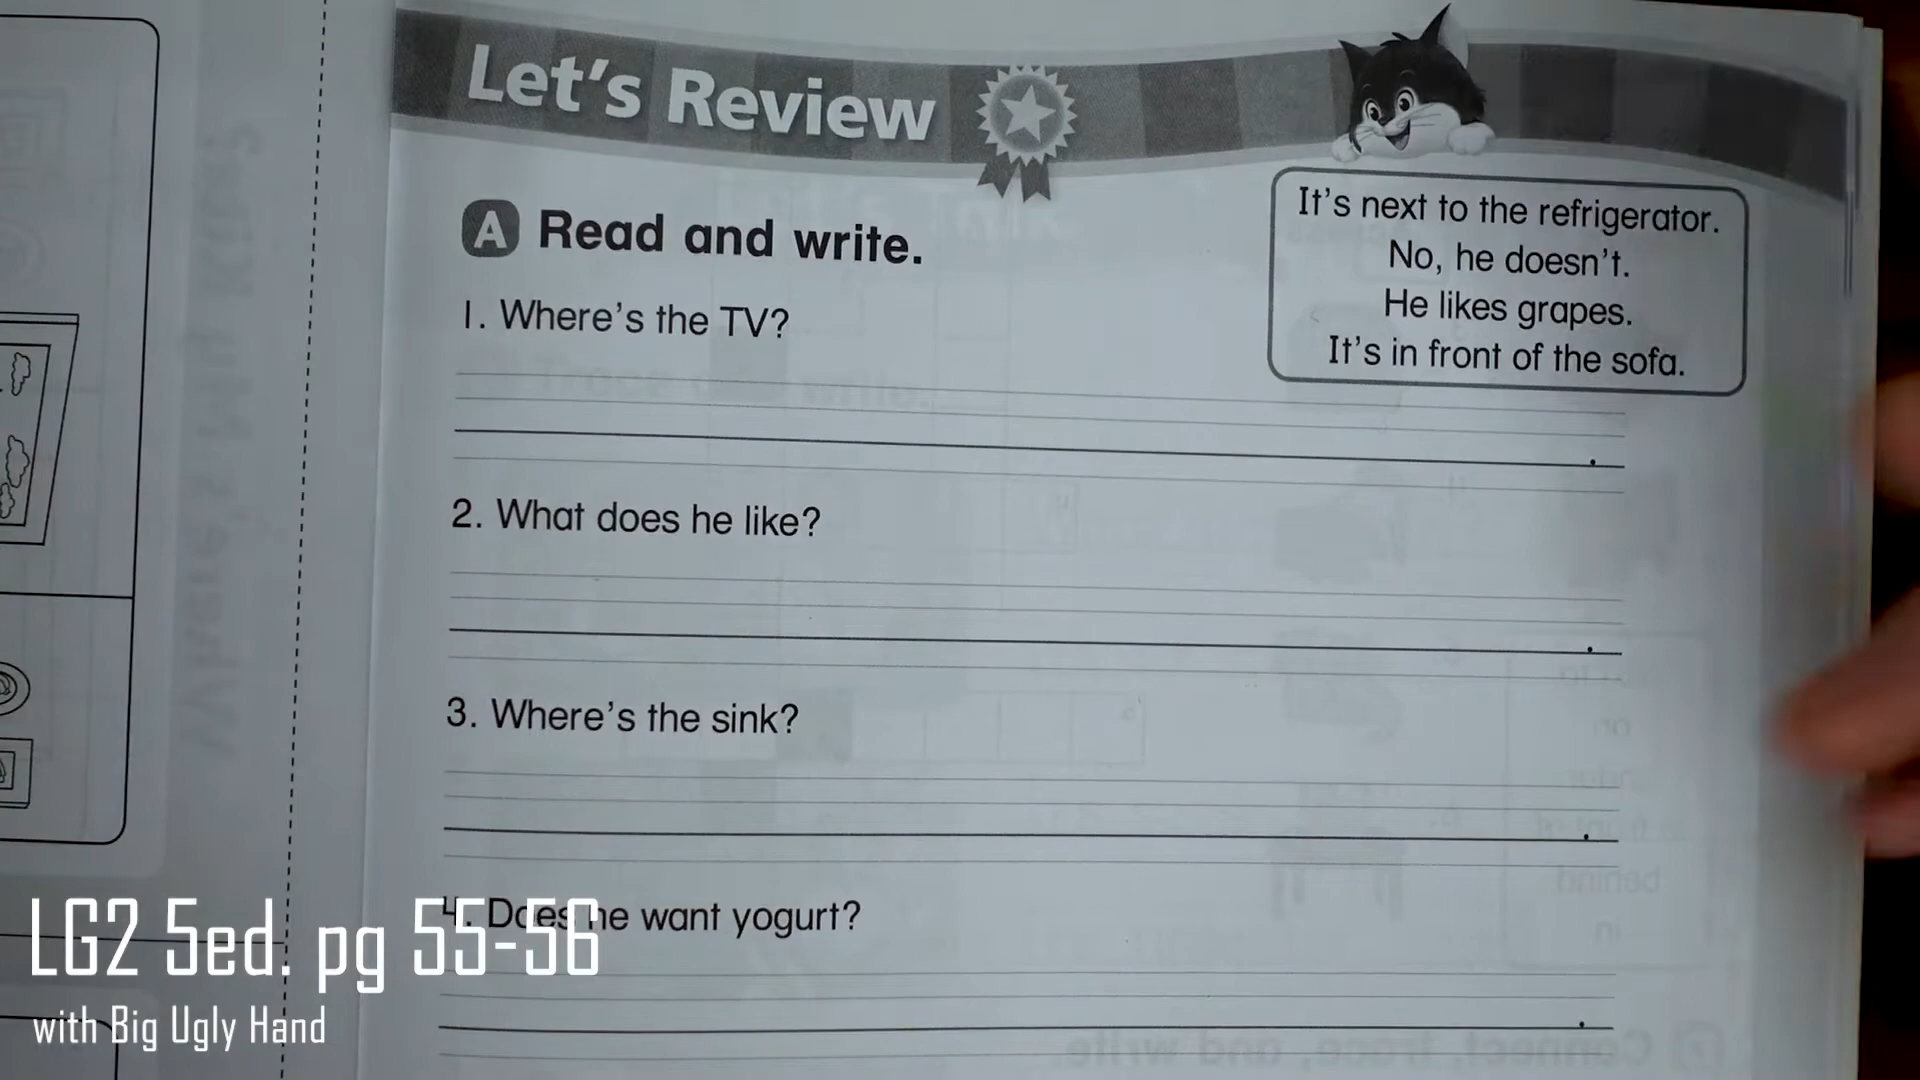 Let's Review
It's next to the refrigerator.
No, he doesn't.
He likes grapes.
It's in front of the sofa.
A Read and write.
1. Where's the TV?
.
2. What does he like?
.
3. Where's the sink?
.
4. Does he want yogurt?
.
LG2 5ed. pg 55-56
with Big Ugly Hand